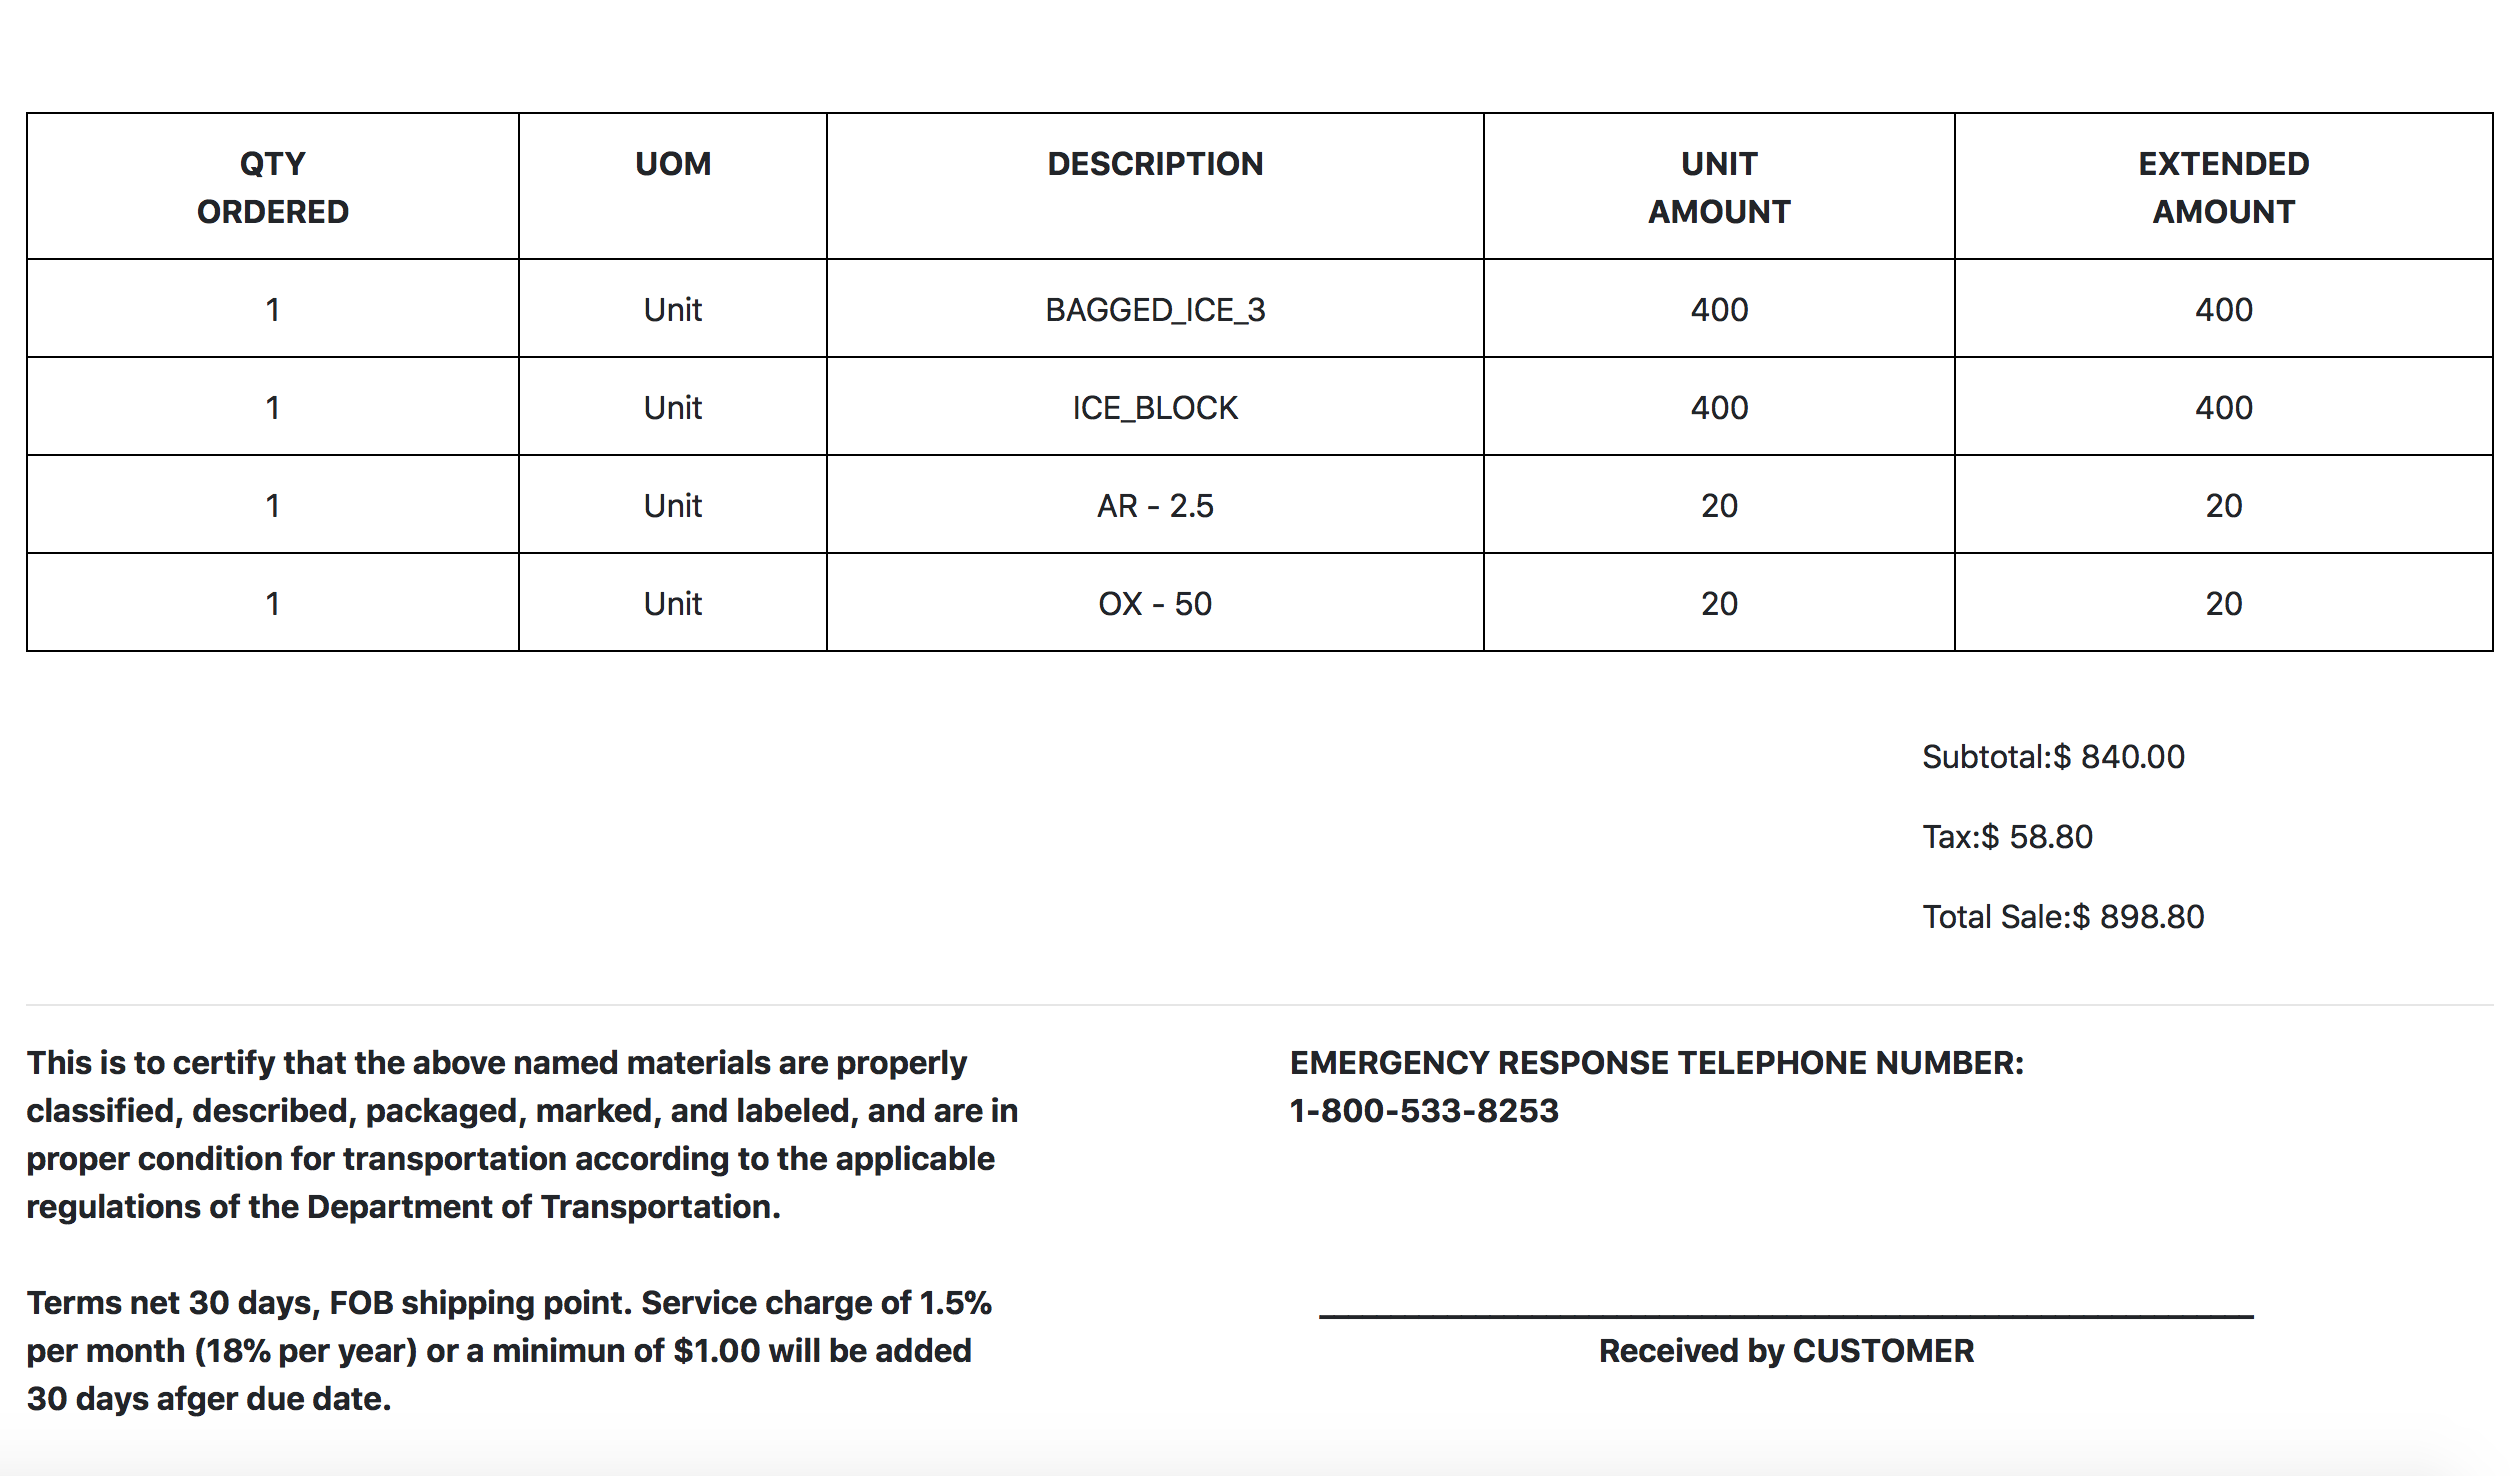 QTY ORDERED UOM DESCRIPTION UNIT AMOUNT EXTENDED AMOUNT
1 Unit BAGGED_ICE_3 400 400
1 Unit ICE_BLOCK 400 400
1 Unit AR - 2.5 20 20
1 Unit OX - 50 20 20
Subtotal:$ 840.00
Tax:$ 58.80
Total Sale:$ 898.80
This is to certify that the above named materials are properly
classified, described, packaged, marked, and labeled, and are in
proper condition for transportation according to the applicable
regulations of the Department of Transportation.
EMERGENCY RESPONSE TELEPHONE NUMBER:
1-800-533-8253
Terms net 30 days, FOB shipping point. Service charge of 1.5%
per month (18% per year) or a minimun of $1.00 will be added
30 days afger due date.
Received by CUSTOMER